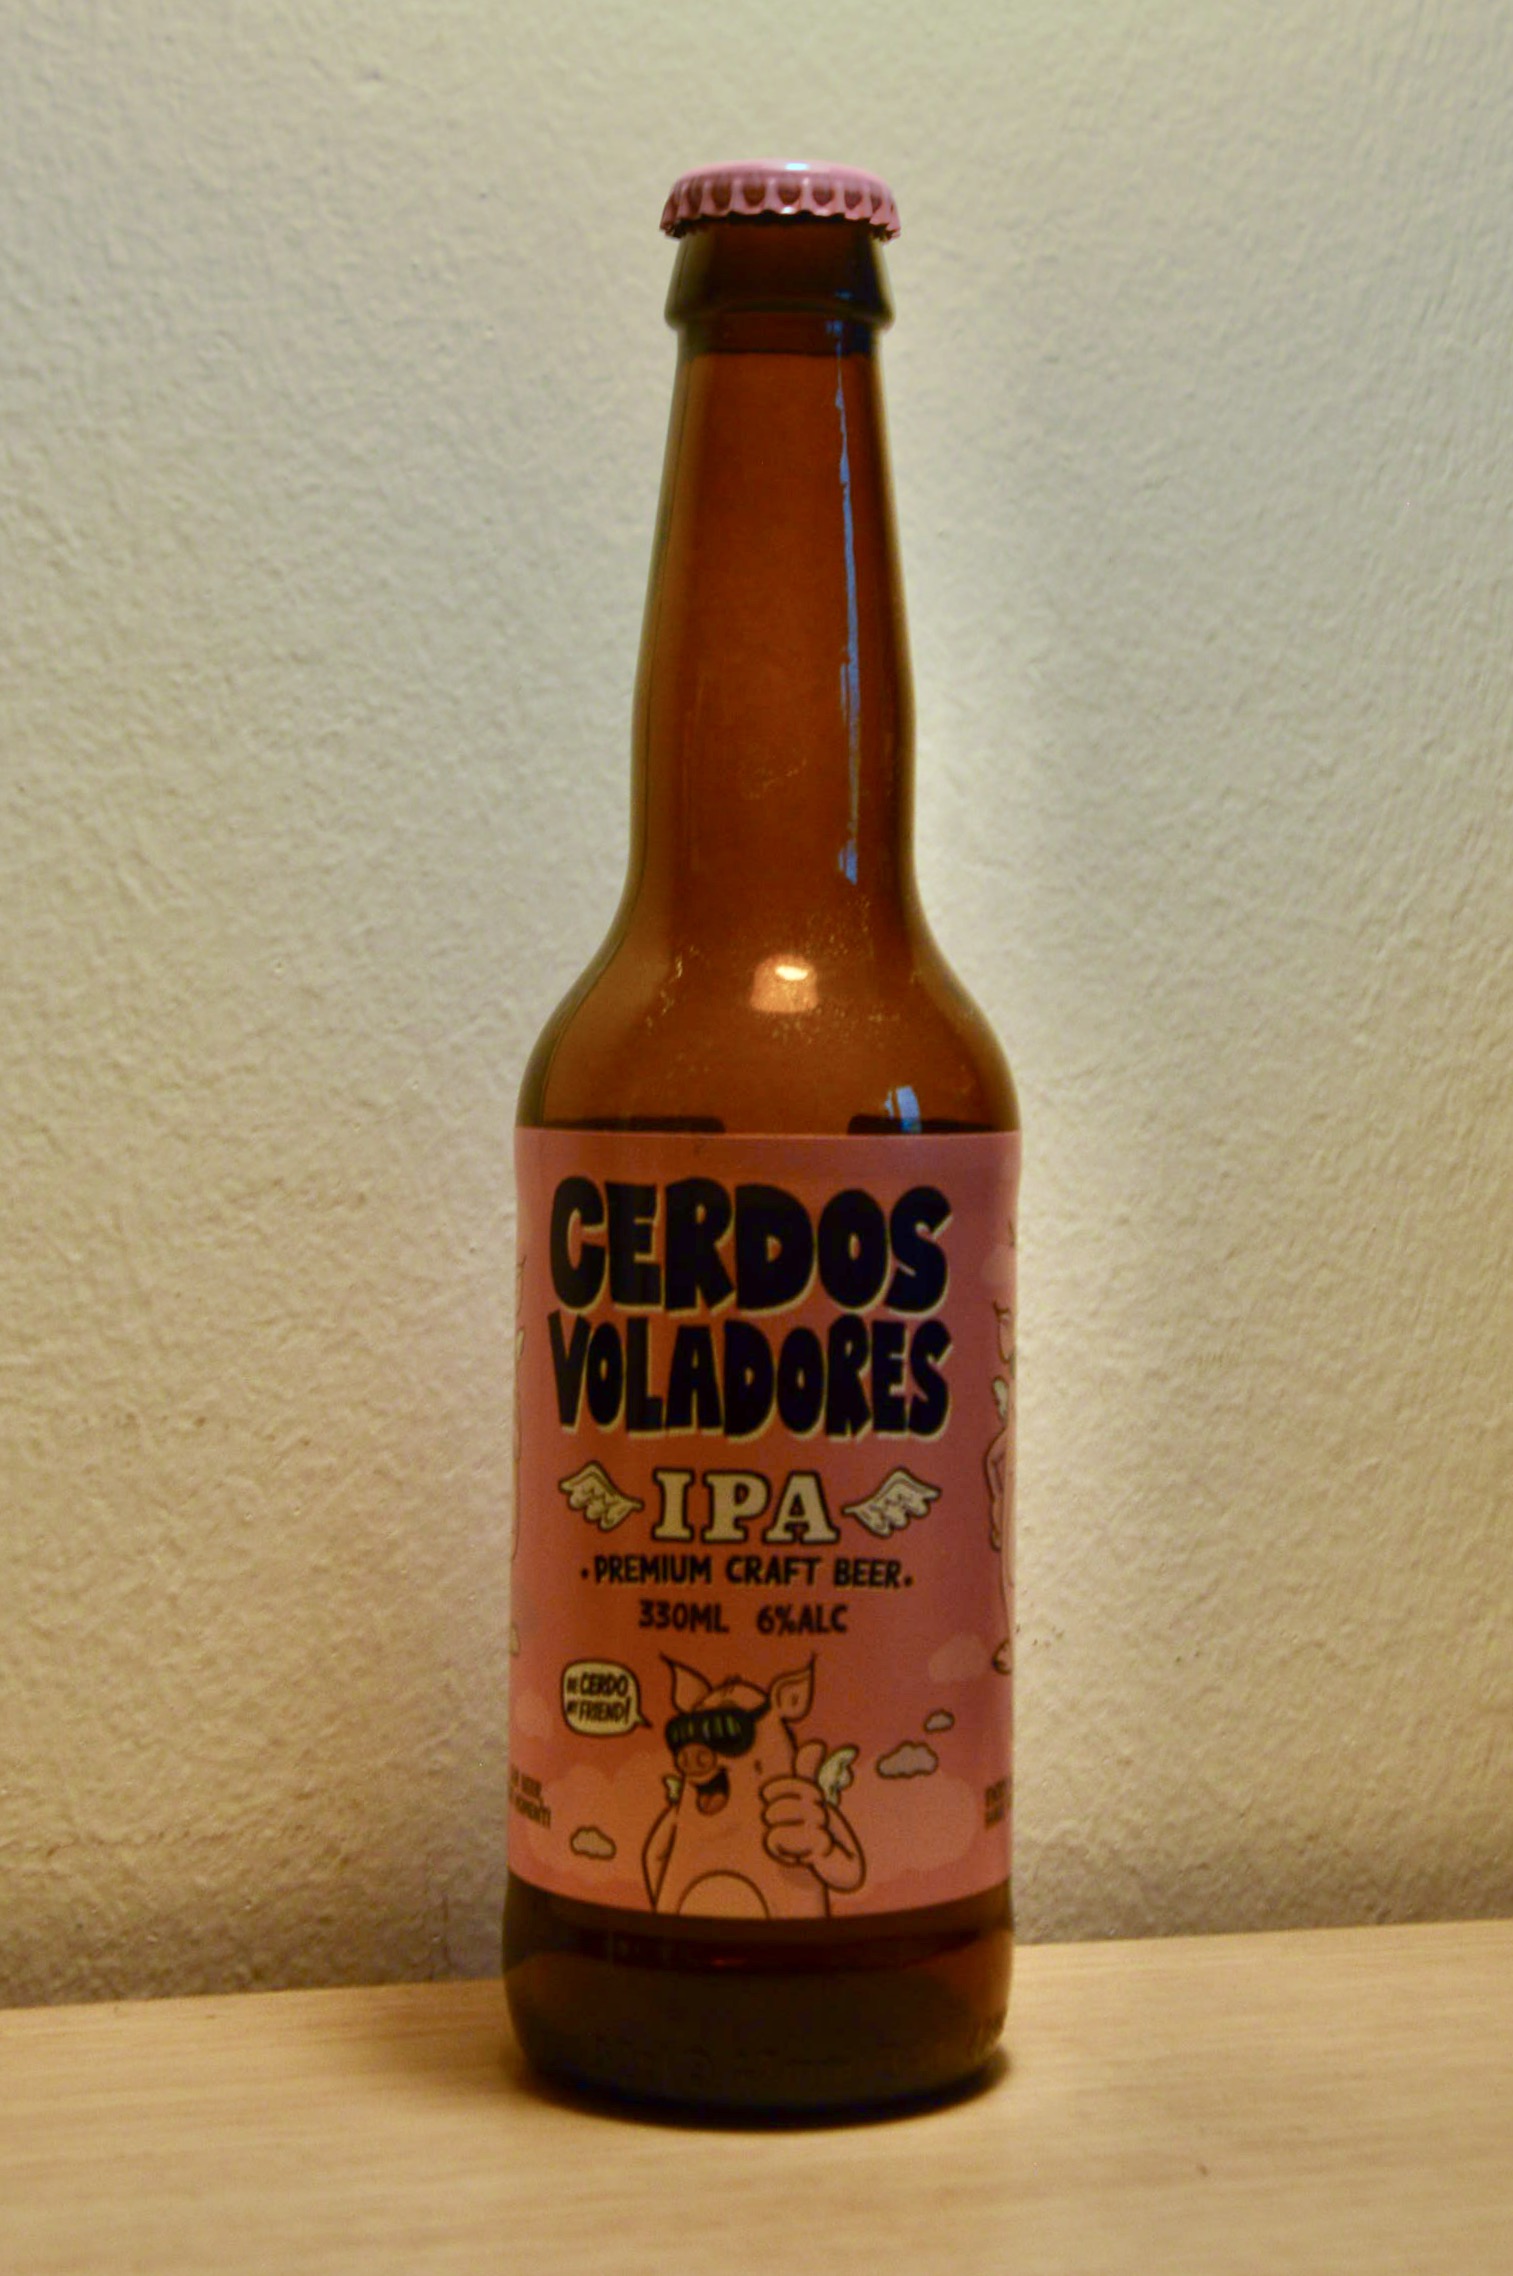 CERDOS
VOLADORES
IPA
•PREMIUM CRAFT BEER•
330ML 6%ALC
BE CERDO
MY FRIEND!